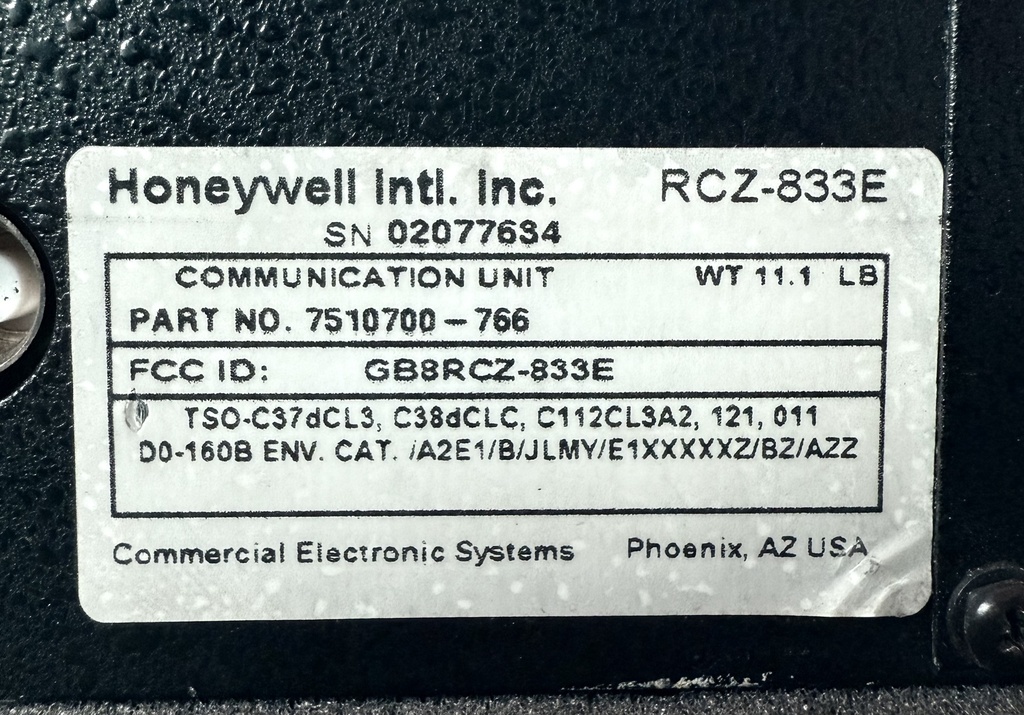 Honeywell Intl. Inc. RCZ-833E
SN 02077634
COMMUNICATION UNIT WT 11.1 LB
PART NO. 7510700-766
FCC ID: GB8RCZ-833E
TSO-C37dCL3, C38dCLC, C112CL3A2, 121, 011
D0-160B ENV. CAT. /A2E1/B/JLMY/E1XXXXXZ/BZ/AZZ
Commercial Electronic Systems Phoenix, AZ USA